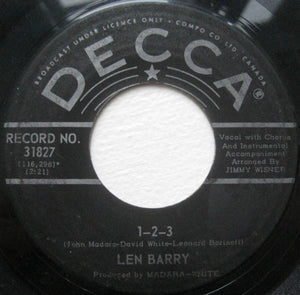 BROADCAST UNDER LICENCE ONLY • COMPO CO. LTD., CANADA
DECCA
®
RECORD NO.
31827
(116,296)*
(2:21)
Vocal with Chorus
And Instrumental
Accompaniment
Arranged By
JIMMY WISNER
1-2-3
(John Madara-David White-Leonard Borisoff)
LEN BARRY
Produced by MADARA-WHITE